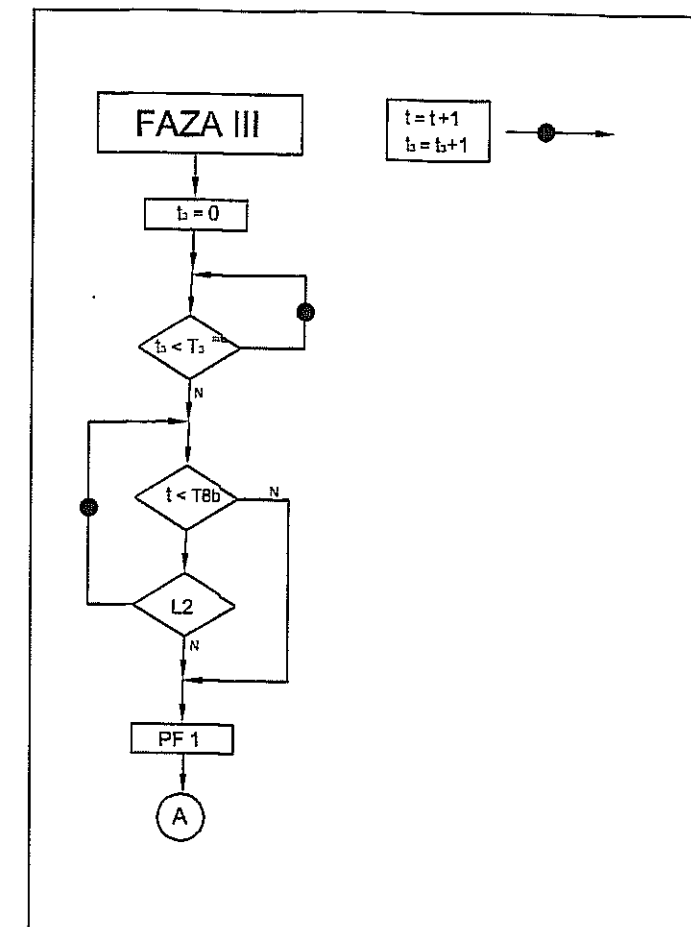 FAZA III
t = t+1
t₃ = t₃+1
t₃ = 0
t₃ < T₃
N
t < T8b
N
L2
N
PF 1
A